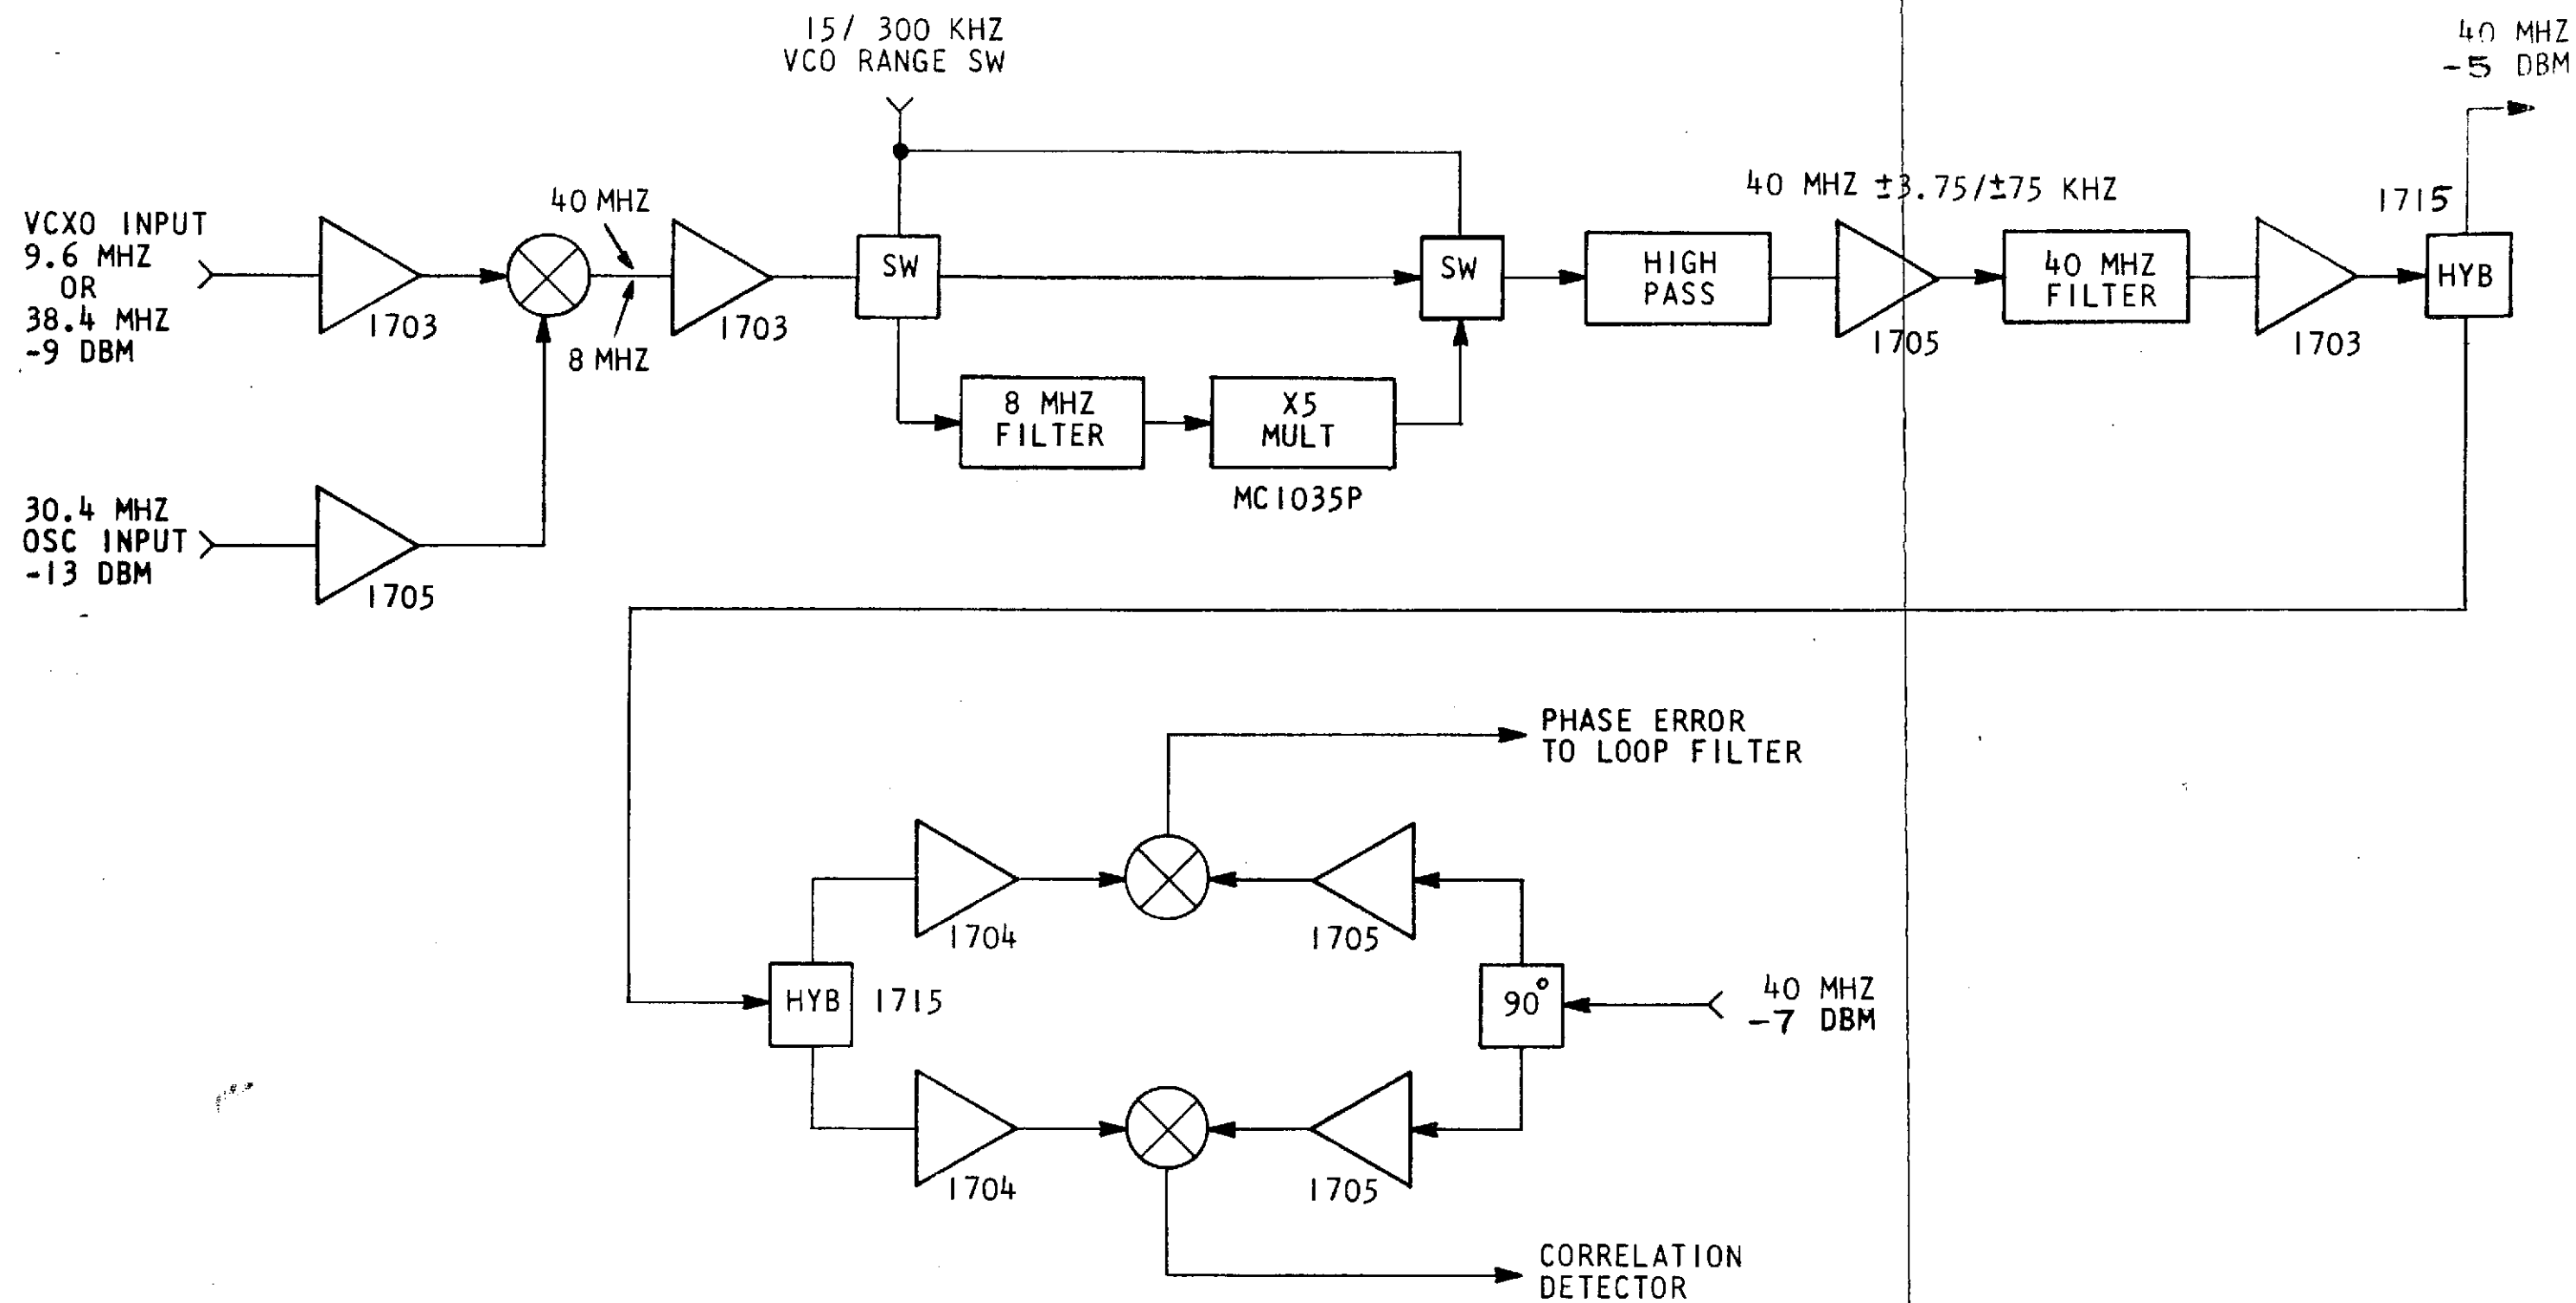 15/ 300 KHZ
VCO RANGE SW
40 MHZ
-5 DBM
VCXO INPUT
9.6 MHZ
OR
38.4 MHZ
-9 DBM
1703
40 MHZ
8 MHZ
1703
SW
SW
HIGH
PASS
40 MHZ ±3.75/±75 KHZ
1705
40 MHZ
FILTER
1703
1715
HYB
8 MHZ
FILTER
X5
MULT
MC1035P
30.4 MHZ
OSC INPUT
-13 DBM
1705
PHASE ERROR
TO LOOP FILTER
1704
1705
HYB
1715
90°
40 MHZ
-7 DBM
1704
1705
CORRELATION
DETECTOR